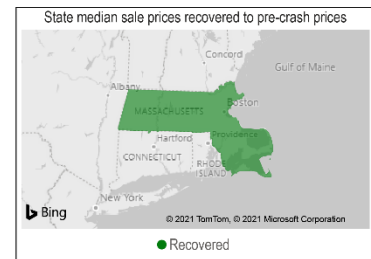 State median sale prices recovered to pre-crash prices
Concord
Gulf of Maine
Albany
MASSACHUSETTS
Boston
Providence
Hartford
CONNECTICUT
RHODE
ISLAND
New York
Bing
© 2021 TomTom, © 2021 Microsoft Corporation
Recovered